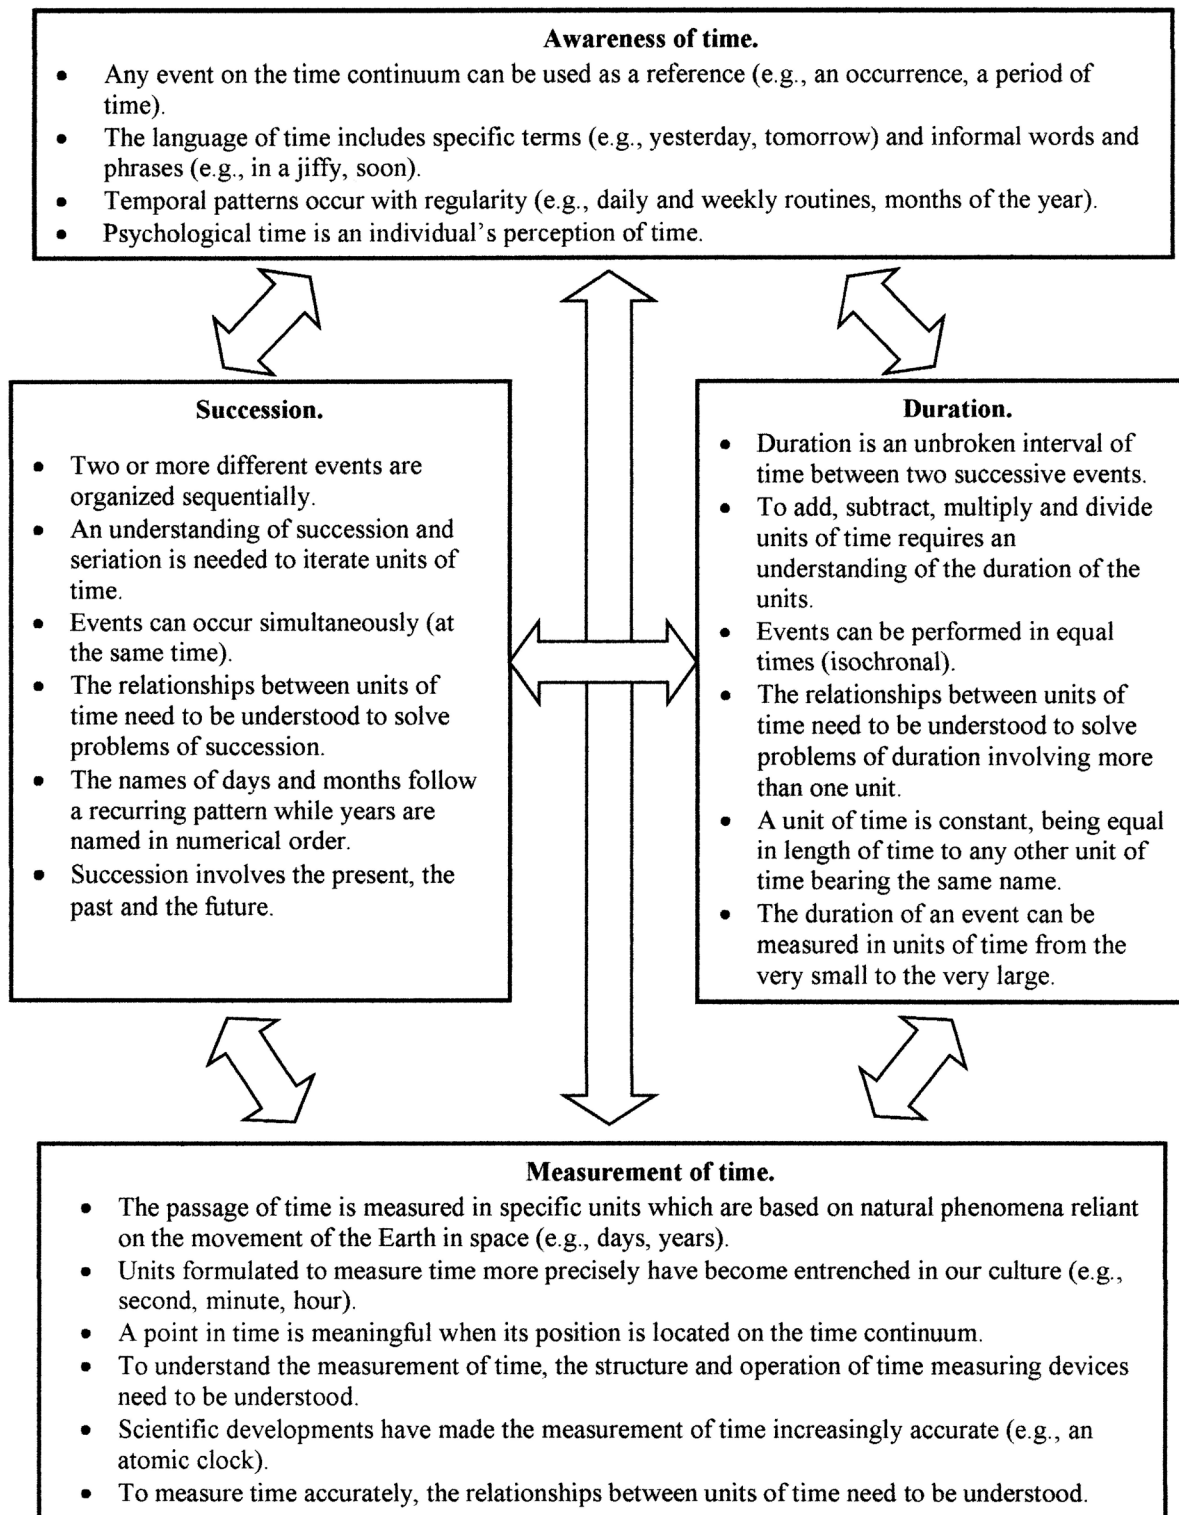 Awareness of time.
• Any event on the time continuum can be used as a reference (e.g., an occurrence, a period of
time).
• The language of time includes specific terms (e.g., yesterday, tomorrow) and informal words and
phrases (e.g., in a jiffy, soon).
• Temporal patterns occur with regularity (e.g., daily and weekly routines, months of the year).
• Psychological time is an individual's perception of time.
Succession.
• Two or more different events are
organized sequentially.
• An understanding of succession and
seriation is needed to iterate units of
time.
• Events can occur simultaneously (at
the same time).
• The relationships between units of
time need to be understood to solve
problems of succession.
• The names of days and months follow
a recurring pattern while years are
named in numerical order.
• Succession involves the present, the
past and the future.
Duration.
• Duration is an unbroken interval of
time between two successive events.
• To add, subtract, multiply and divide
units of time requires an
understanding of the duration of the
units.
• Events can be performed in equal
times (isochronal).
• The relationships between units of
time need to be understood to solve
problems of duration involving more
than one unit.
• A unit of time is constant, being equal
in length of time to any other unit of
time bearing the same name.
• The duration of an event can be
measured in units of time from the
very small to the very large.
Measurement of time.
• The passage of time is measured in specific units which are based on natural phenomena reliant
on the movement of the Earth in space (e.g., days, years).
• Units formulated to measure time more precisely have become entrenched in our culture (e.g.,
second, minute, hour).
• A point in time is meaningful when its position is located on the time continuum.
• To understand the measurement of time, the structure and operation of time measuring devices
need to be understood.
• Scientific developments have made the measurement of time increasingly accurate (e.g., an
atomic clock).
• To measure time accurately, the relationships between units of time need to be understood.